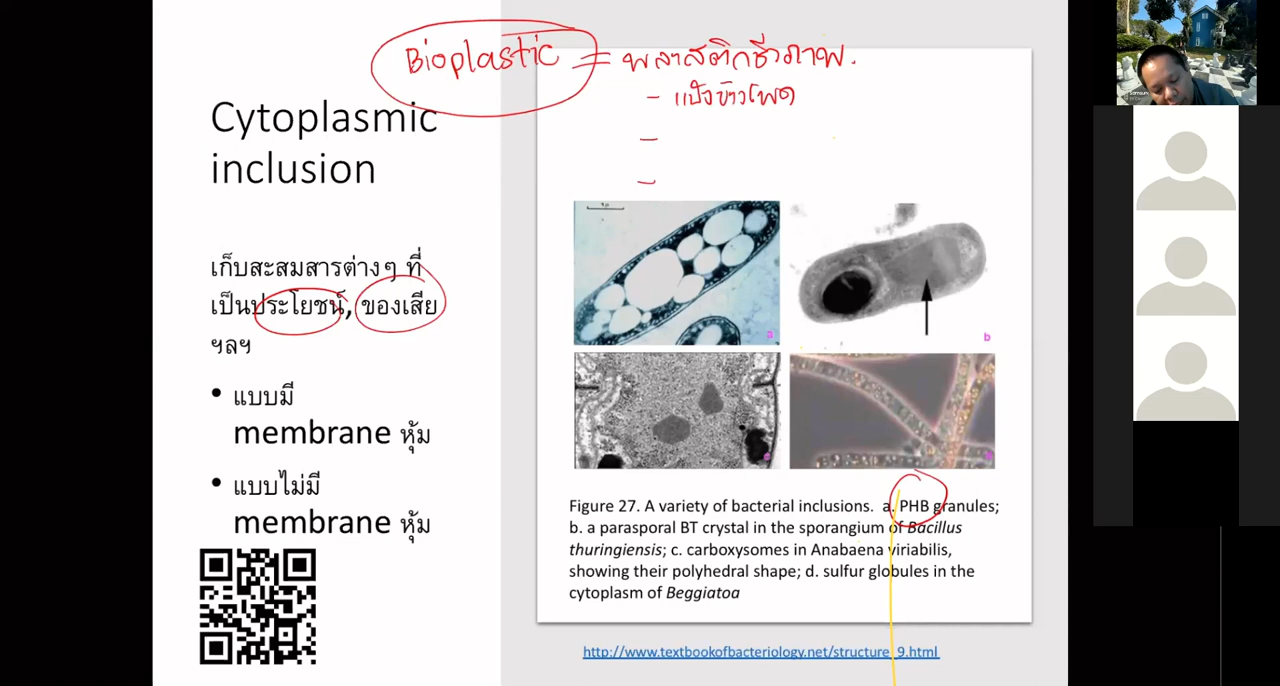 Bioplastic = พลาสติกชีวภาพ.
- แป้งข้าวโพด
-
-
Cytoplasmic
inclusion
เก็บสะสมสารต่างๆ ที่
เป็นประโยชน์, ของเสีย
ฯลฯ
• แบบมี
membrane หุ้ม
• แบบไม่มี
membrane หุ้ม
a
b
c
Figure 27. A variety of bacterial inclusions. a. PHB granules;
b. a parasporal BT crystal in the sporangium of Bacillus
thuringiensis; c. carboxysomes in Anabaena viriabilis,
showing their polyhedral shape; d. sulfur globules in the
cytoplasm of Beggiatoa
http://www.textbookofbacteriology.net/structure_9.html